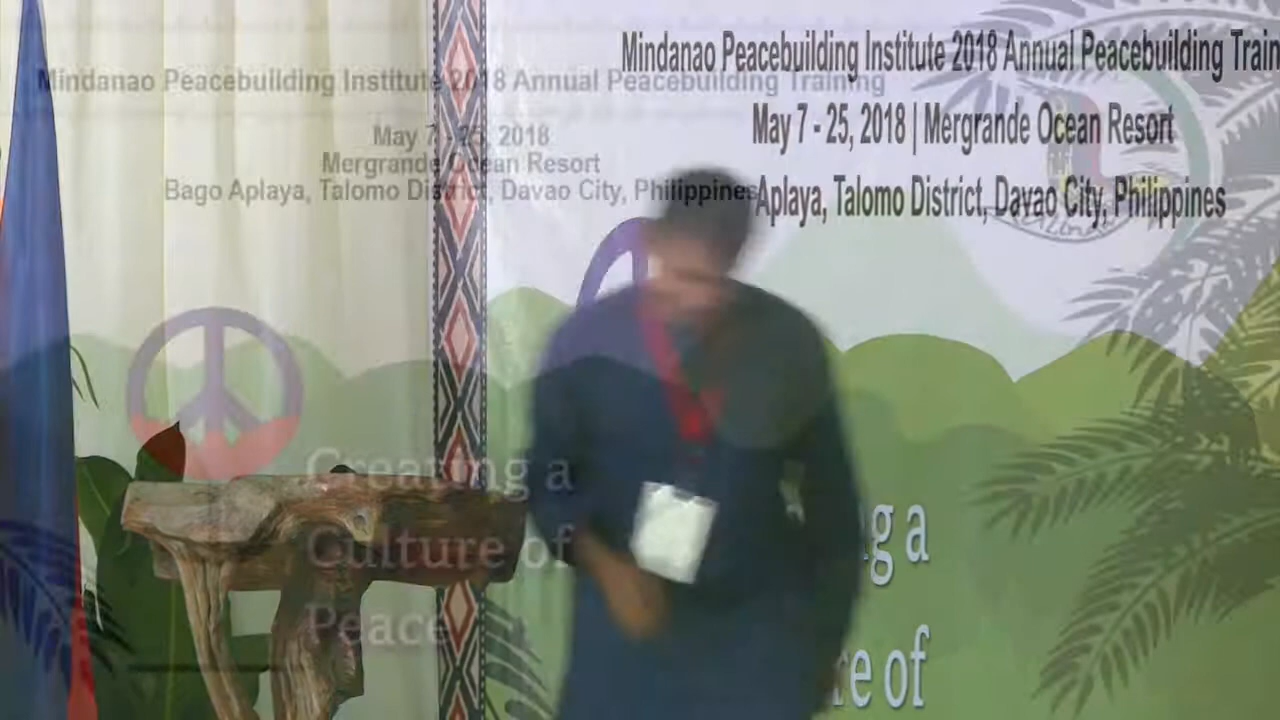 Mindanao Peacebuilding Institute 2018 Annual Peacebuilding Train
May 7 - 25, 2018 | Mergrande Ocean Resort
Aplaya, Talomo District, Davao City, Philippines
Mindanao Peacebuilding Institute 2018 Annual Peacebuilding Training
May 7 - 25, 2018
Mergrande Ocean Resort
Bago Aplaya, Talomo District, Davao City, Philippines
Creating a
Culture of
Peace
g a
e of